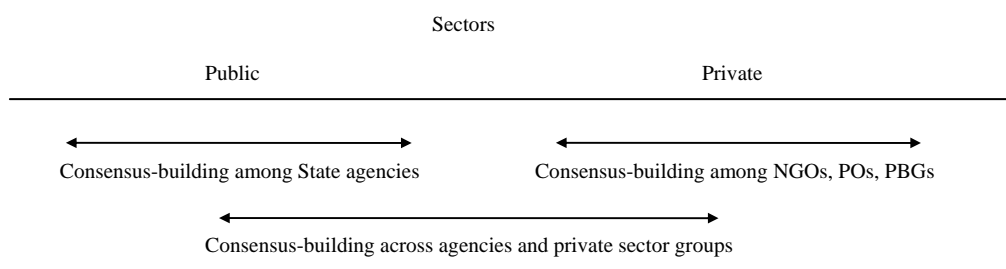 Sectors
Public Private
Consensus-building among State agencies Consensus-building among NGOs, POs, PBGs
Consensus-building across agencies and private sector groups